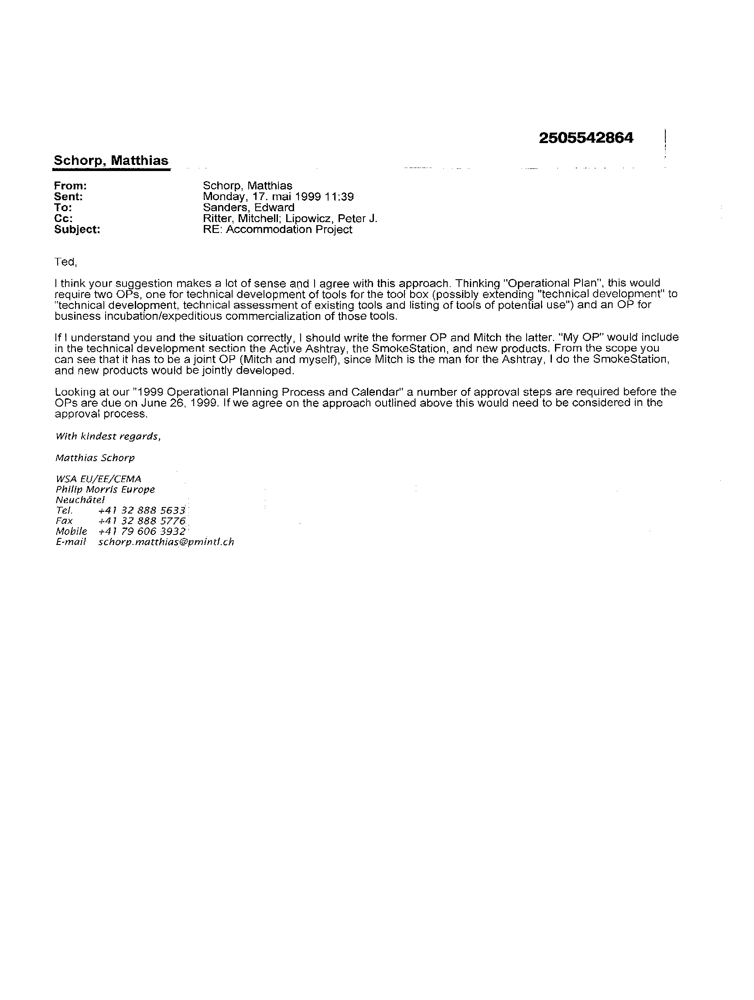 2505542864
Schorp, Matthias
From: Schorp, Matthias
Sent: Monday, 17. mai 1999 11:39
To: Sanders, Edward
Cc: Ritter, Mitchell; Lipowicz, Peter J.
Subject: RE: Accommodation Project
Ted,
I think your suggestion makes a lot of sense and I agree with this approach. Thinking "Operational Plan", this would
require two OPs, one for technical development of tools for the tool box (possibly extending "technical development" to
"technical development, technical assessment of existing tools and listing of tools of potential use") and an OP for
business incubation/expeditious commercialization of those tools.
If I understand you and the situation correctly, I should write the former OP and Mitch the latter. "My OP" would include
in the technical development section the Active Ashtray, the SmokeStation, and new products. From the scope you
can see that it has to be a joint OP (Mitch and myself), since Mitch is the man for the Ashtray, I do the SmokeStation,
and new products would be jointly developed.
Looking at our "1999 Operational Planning Process and Calendar" a number of approval steps are required before the
OPs are due on June 26, 1999. If we agree on the approach outlined above this would need to be considered in the
approval process.
With kindest regards,
Matthias Schorp
WSA EU/EE/CEMA
Philip Morris Europe
Neuchâtel
Tel. +41 32 888 5633
Fax +41 32 888 5776
Mobile +41 79 606 3932
E-mail schorp.matthias@pmintl.ch